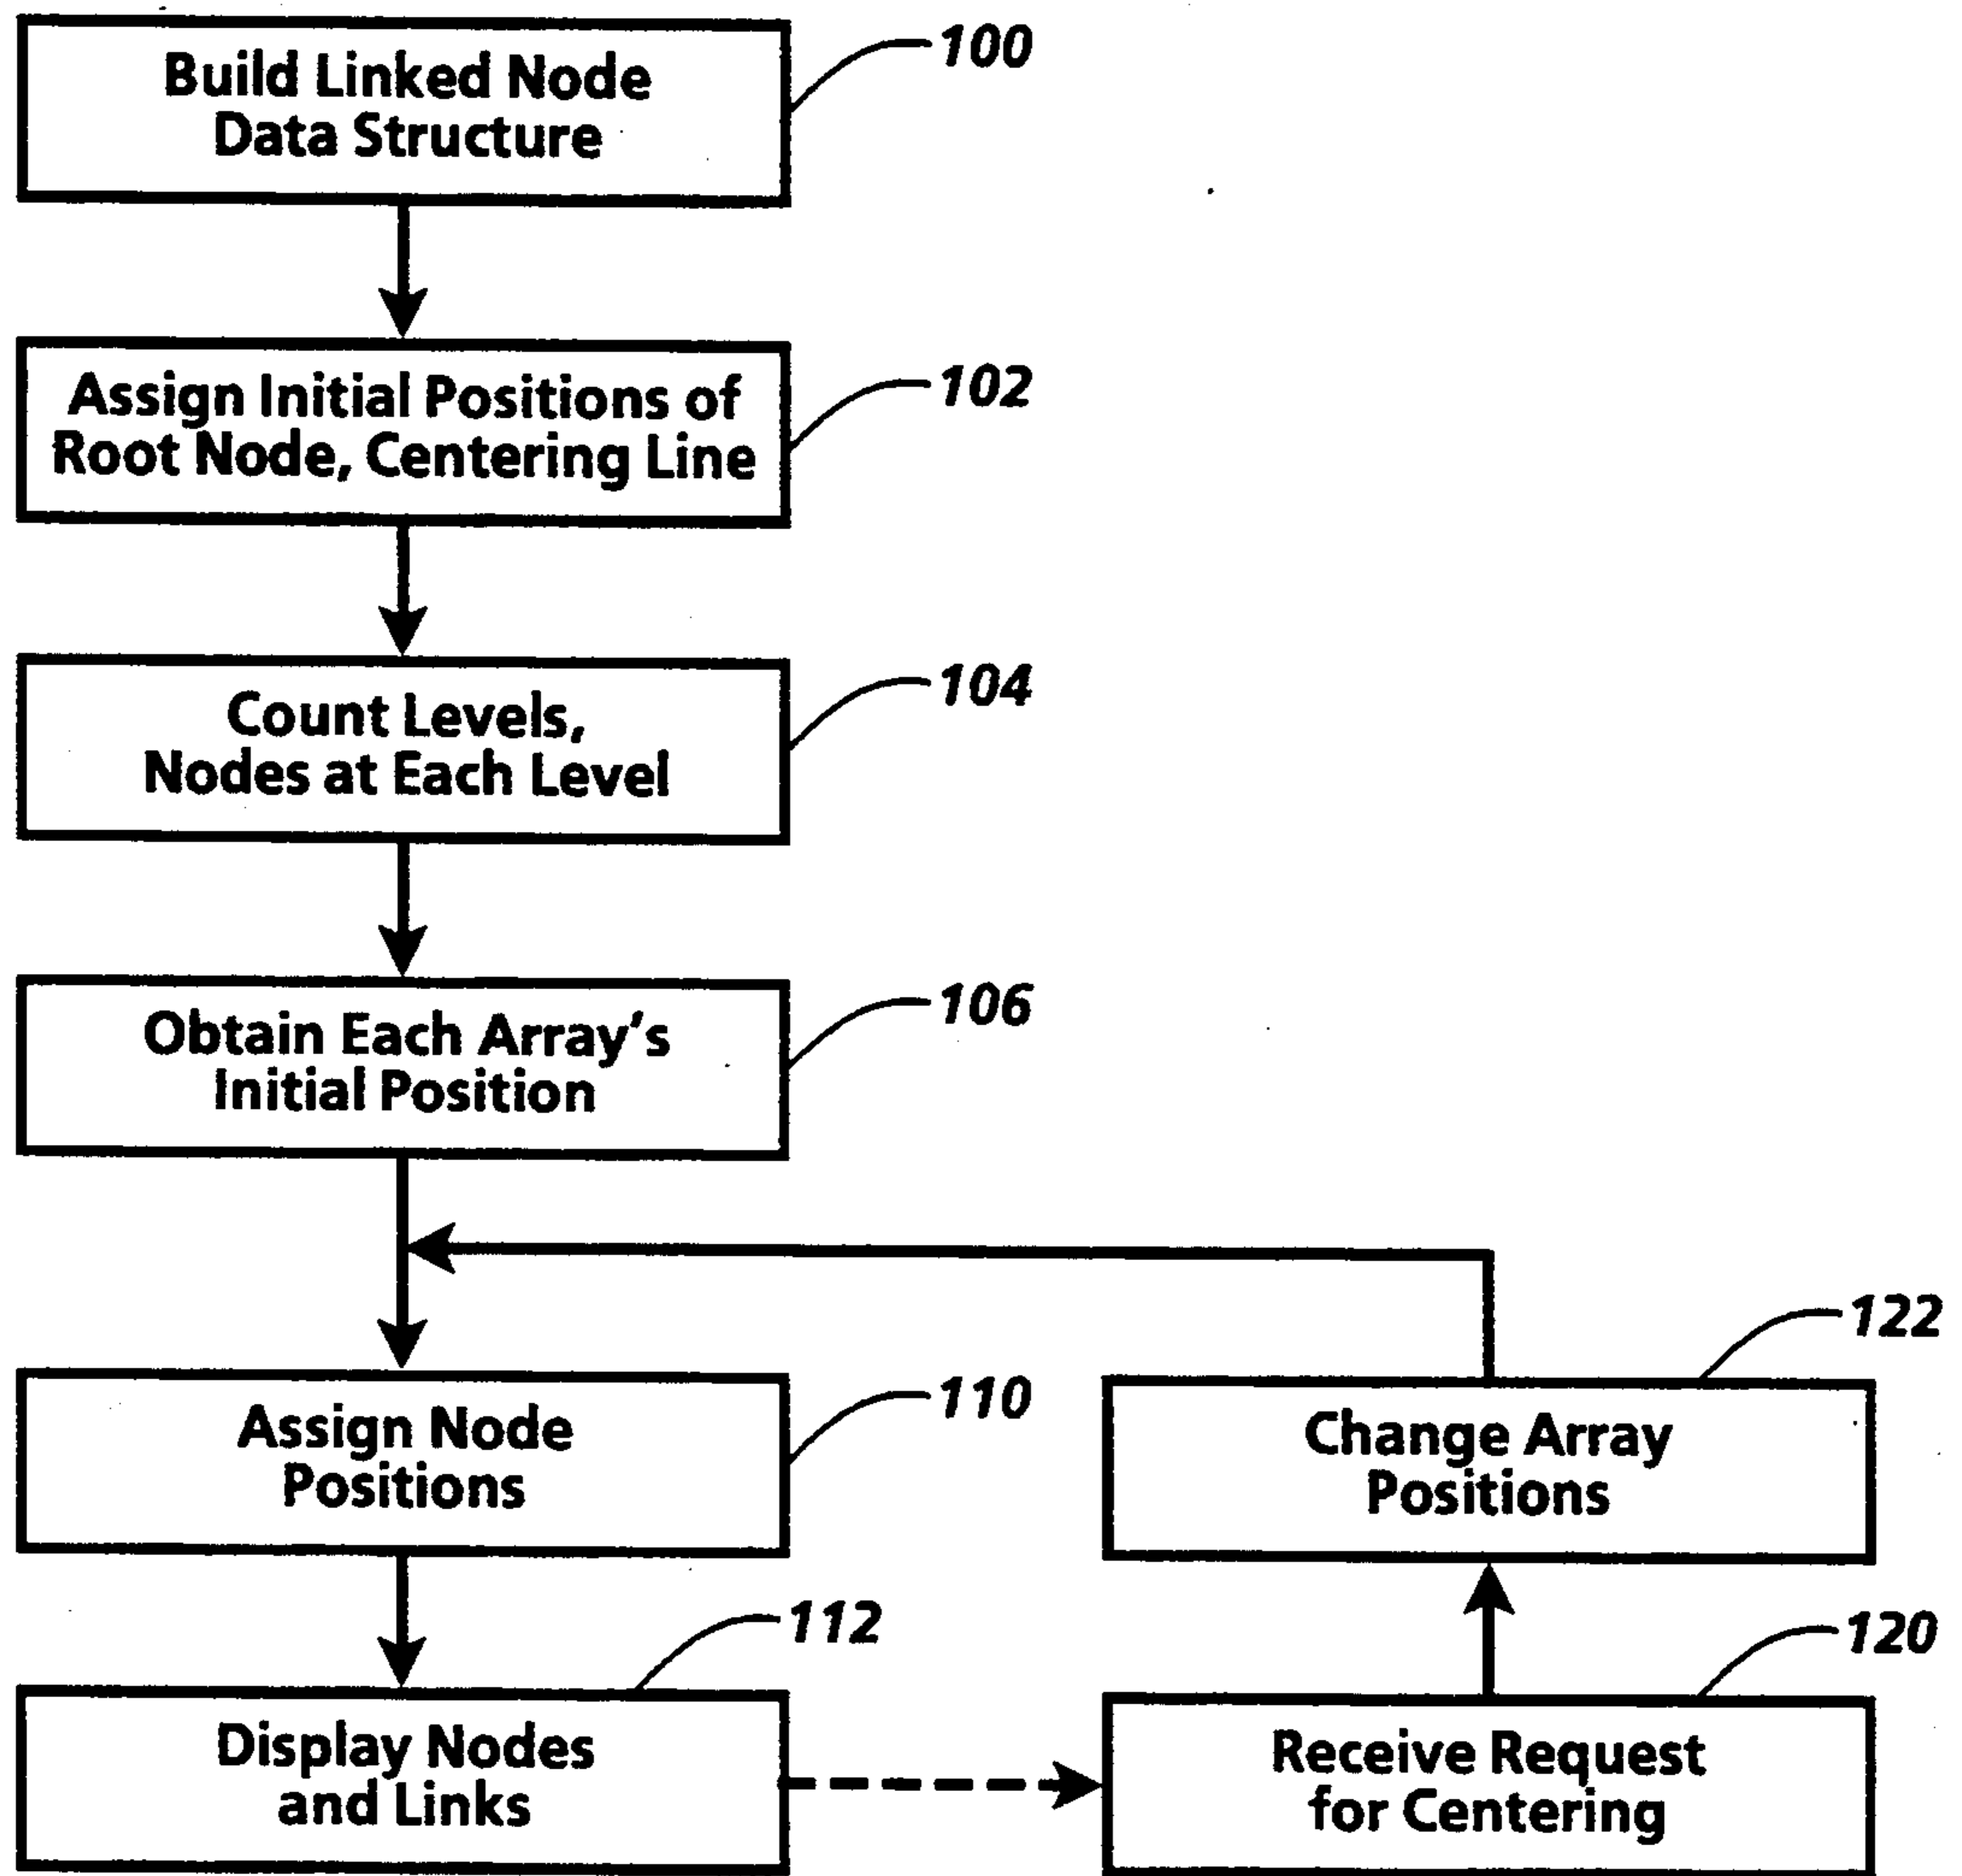 Build Linked Node
Data Structure
100
Assign Initial Positions of
Root Node, Centering Line
102
Count Levels,
Nodes at Each Level
104
Obtain Each Array's
Initial Position
106
Assign Node
Positions
110
Change Array
Positions
122
Display Nodes
and Links
112
Receive Request
for Centering
120